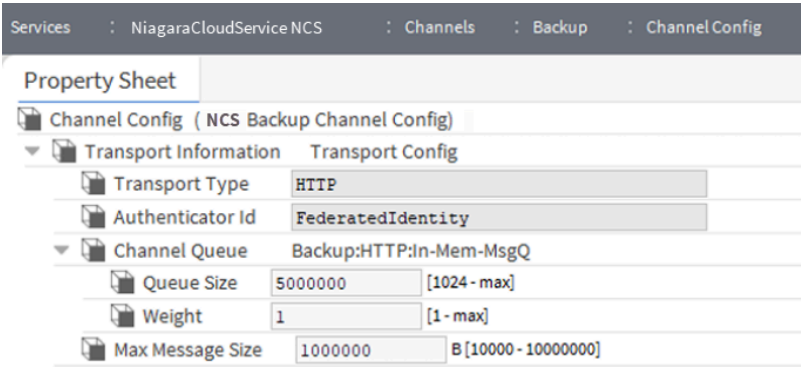 Services : NiagaraCloudService NCS : Channels : Backup : Channel Config
Property Sheet
Channel Config ( NCS Backup Channel Config)
Transport Information Transport Config
Transport Type HTTP
Authenticator Id FederatedIdentity
Channel Queue Backup:HTTP:In-Mem-MsgQ
Queue Size 5000000 [1024 - max]
Weight 1 [1 - max]
Max Message Size 1000000 B [10000 - 10000000]